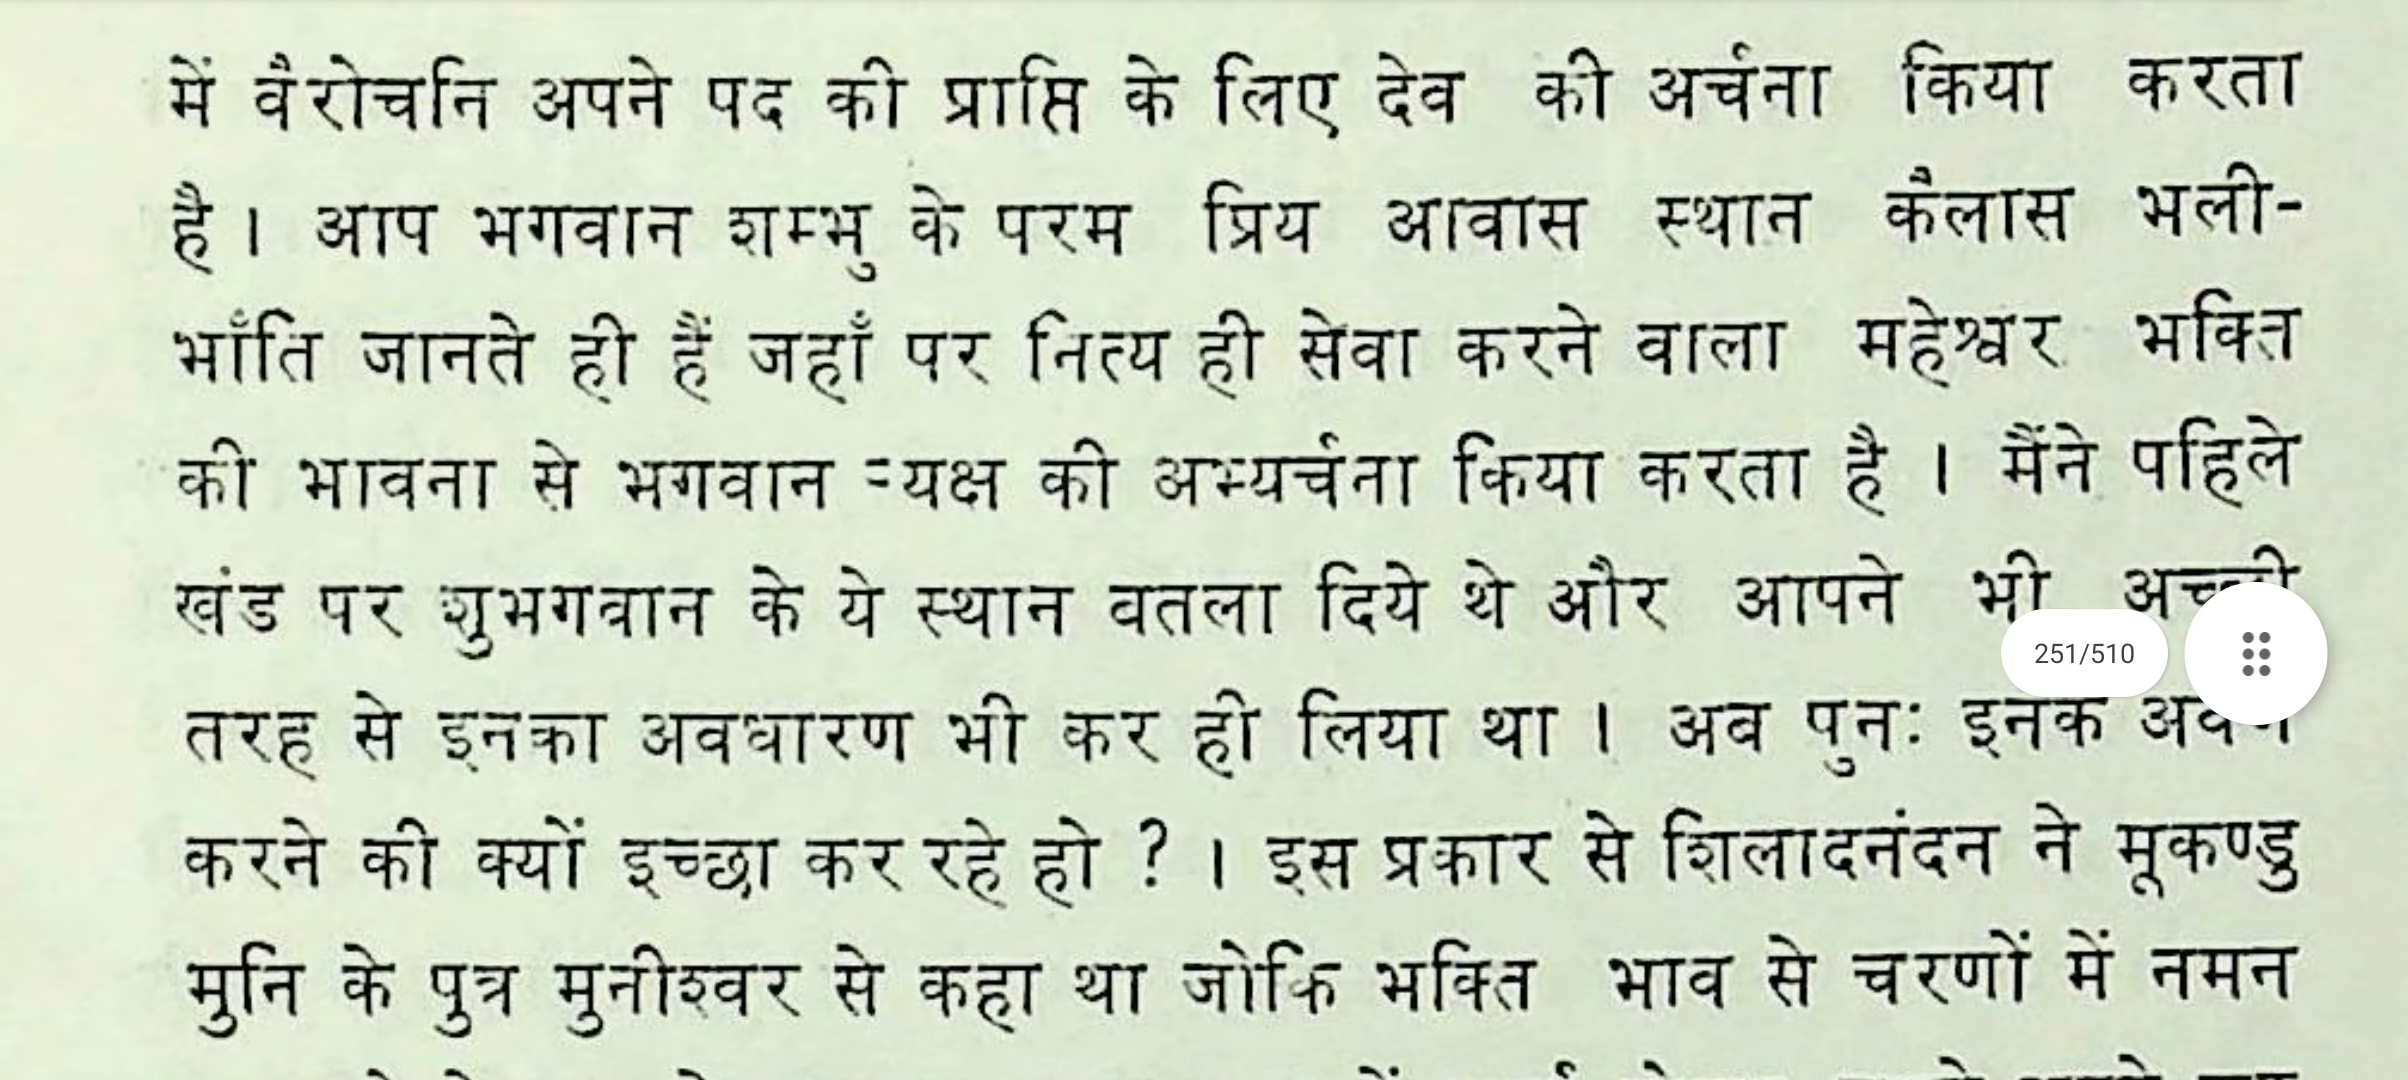 में वैरोचनि अपने पद की प्राप्ति के लिए देव की अर्चना किया करता
है । आप भगवान शम्भु के परम प्रिय आवास स्थान कैलास भली-
भाँति जानते ही हैं जहाँ पर नित्य ही सेवा करने वाला महेश्वर भक्ति
की भावना से भगवान यक्ष की अभ्यर्चना किया करता है । मैंने पहिले
खंड पर शुभगवान के ये स्थान वतला दिये थे और आपने भी
251/510
तरह से इनका अवधारण भी कर ही लिया था । अब पुनः इनक
करने की क्यों इच्छा कर रहे हो ? । इस प्रकार से शिलादनंदन ने मूकण्डु
मुनि के पुत्र मुनीश्वर से कहा था जोकि भक्ति भाव से चरणों में नमन